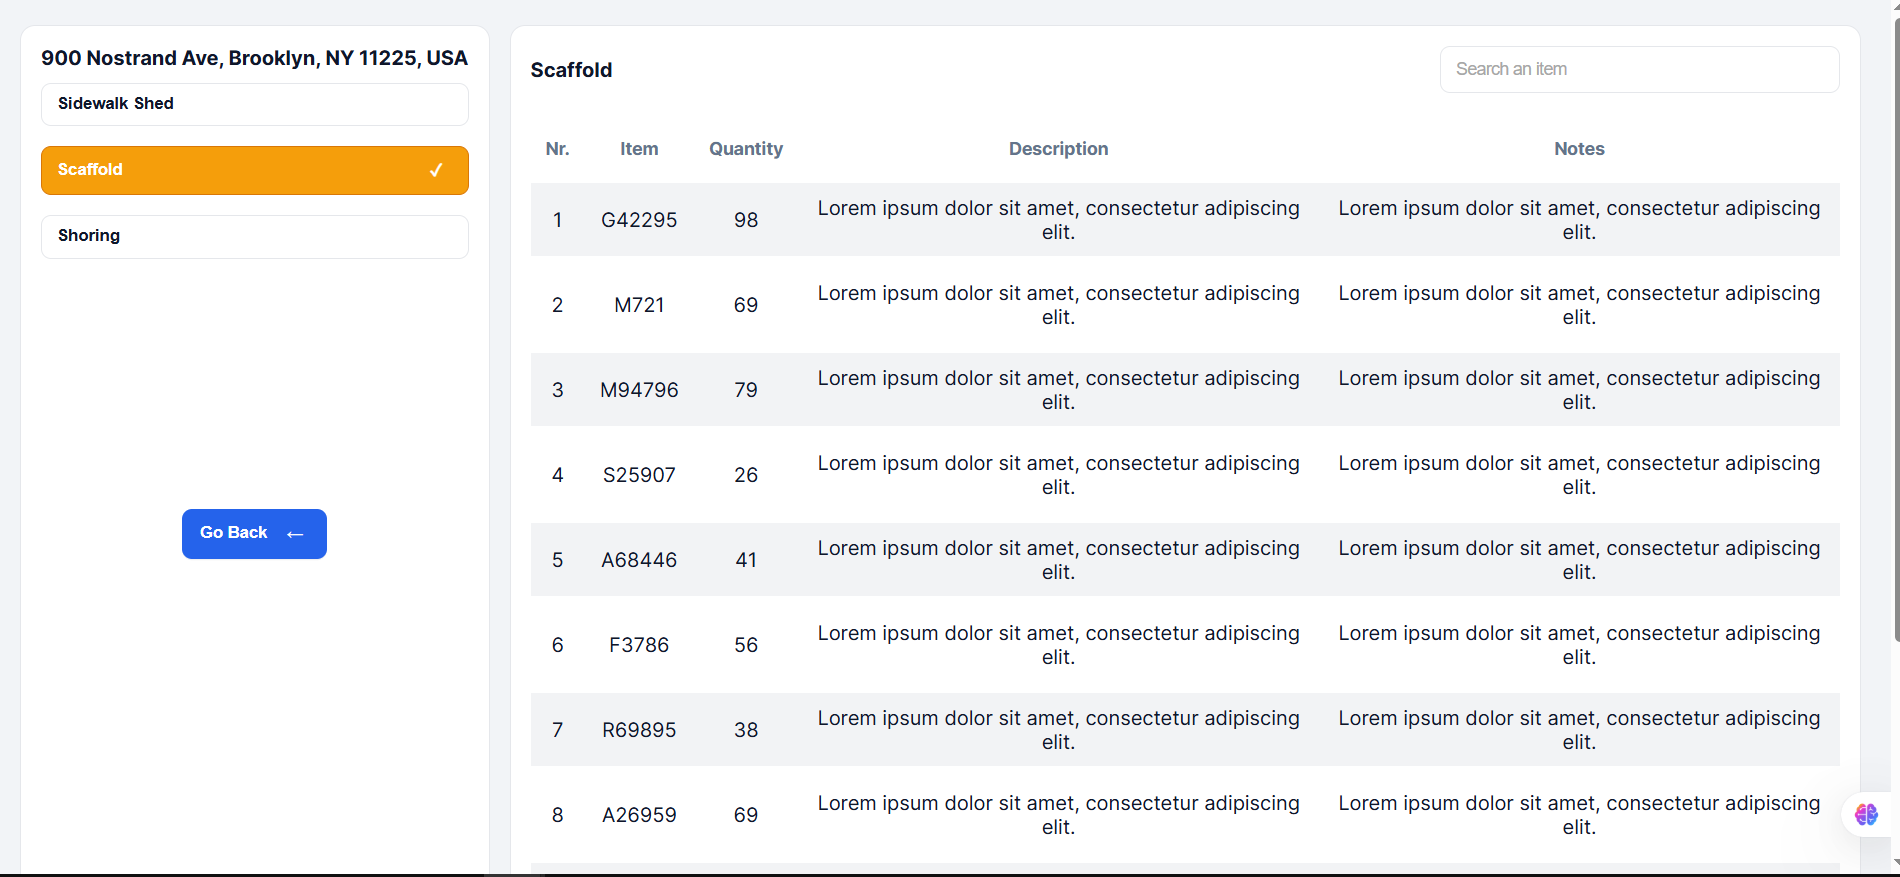 900 Nostrand Ave, Brooklyn, NY 11225, USA
Sidewalk Shed
Scaffold ✓
Shoring
Go Back ←
Scaffold
Search an item
Nr. Item Quantity Description Notes
1 G42295 98 Lorem ipsum dolor sit amet, consectetur adipiscing elit. Lorem ipsum dolor sit amet, consectetur adipiscing elit.
2 M721 69 Lorem ipsum dolor sit amet, consectetur adipiscing elit. Lorem ipsum dolor sit amet, consectetur adipiscing elit.
3 M94796 79 Lorem ipsum dolor sit amet, consectetur adipiscing elit. Lorem ipsum dolor sit amet, consectetur adipiscing elit.
4 S25907 26 Lorem ipsum dolor sit amet, consectetur adipiscing elit. Lorem ipsum dolor sit amet, consectetur adipiscing elit.
5 A68446 41 Lorem ipsum dolor sit amet, consectetur adipiscing elit. Lorem ipsum dolor sit amet, consectetur adipiscing elit.
6 F3786 56 Lorem ipsum dolor sit amet, consectetur adipiscing elit. Lorem ipsum dolor sit amet, consectetur adipiscing elit.
7 R69895 38 Lorem ipsum dolor sit amet, consectetur adipiscing elit. Lorem ipsum dolor sit amet, consectetur adipiscing elit.
8 A26959 69 Lorem ipsum dolor sit amet, consectetur adipiscing elit. Lorem ipsum dolor sit amet, consectetur adipiscing elit.